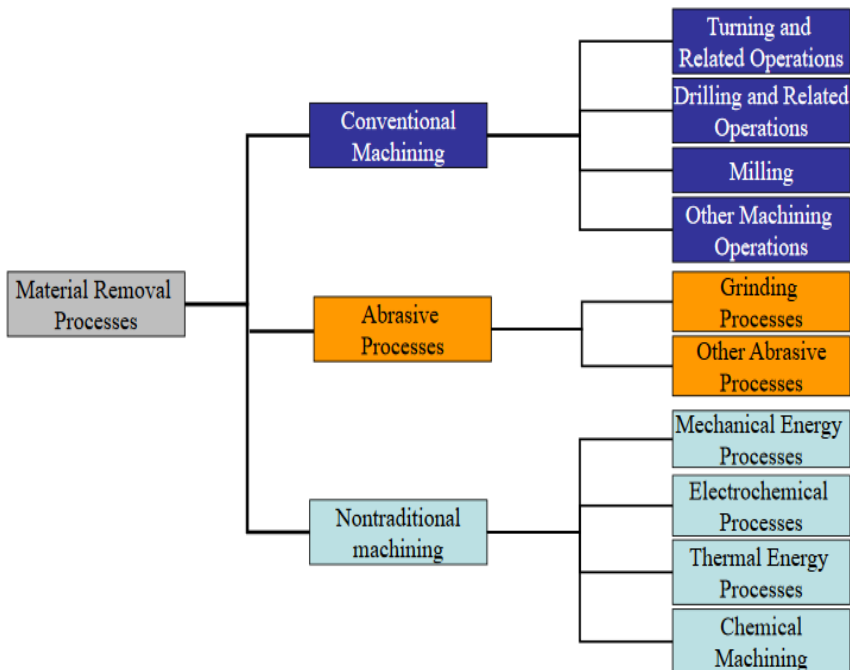 Turning and
Related Operations
Drilling and Related
Operations
Conventional
Machining
Milling
Other Machining
Operations
Material Removal
Processes
Abrasive
Processes
Grinding
Processes
Other Abrasive
Processes
Mechanical Energy
Processes
Electrochemical
Processes
Nontraditional
machining
Thermal Energy
Processes
Chemical
Machining